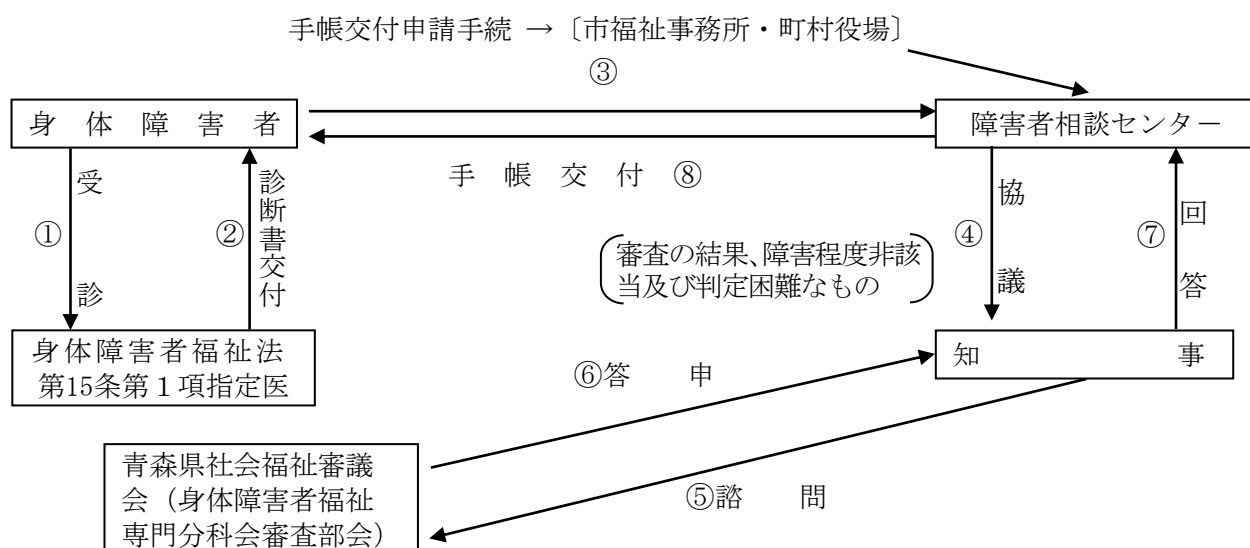 手帳交付申請手続 → 〔市福祉事務所・町村役場〕
③
身体障害者
障害者相談センター
手帳交付 ⑧
受診
①
②
診断書交付
審査の結果、障害程度非該
当及び判定困難なもの
④
協議
⑦
回答
身体障害者福祉法
第15条第1項指定医
知事
⑥答申
⑤諮問
青森県社会福祉審議
会(身体障害者福祉
専門分科会審査部会)